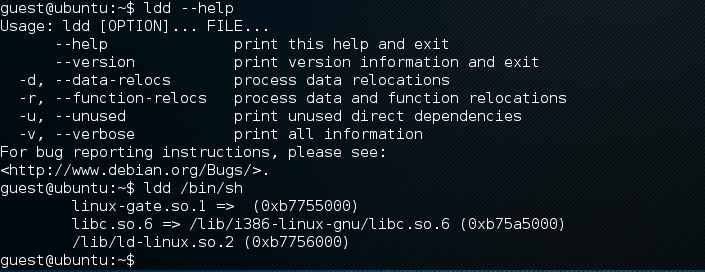 guest@ubuntu:~$ ldd --help
Usage: ldd [OPTION]... FILE...
      --help              print this help and exit
      --version           print version information and exit
  -d, --data-relocs       process data relocations
  -r, --function-relocs   process data and function relocations
  -u, --unused            print unused direct dependencies
  -v, --verbose           print all information
For bug reporting instructions, please see:
<http://www.debian.org/Bugs/>.
guest@ubuntu:~$ ldd /bin/sh
        linux-gate.so.1 =>  (0xb7755000)
        libc.so.6 => /lib/i386-linux-gnu/libc.so.6 (0xb75a5000)
        /lib/ld-linux.so.2 (0xb7756000)
guest@ubuntu:~$